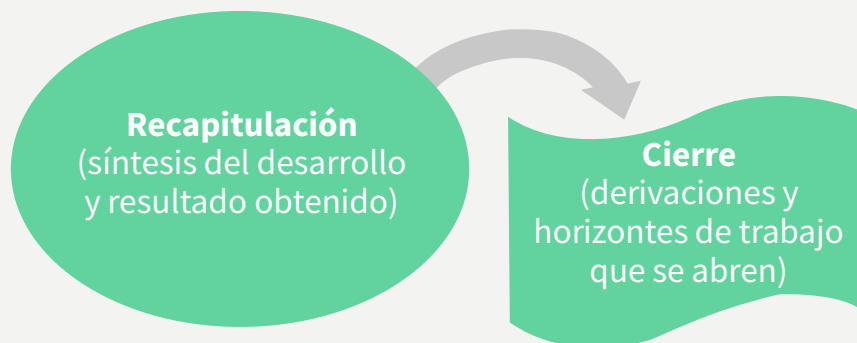 Recapitulación
(síntesis del desarrollo
y resultado obtenido)
Cierre
(derivaciones y
horizontes de trabajo
que se abren)